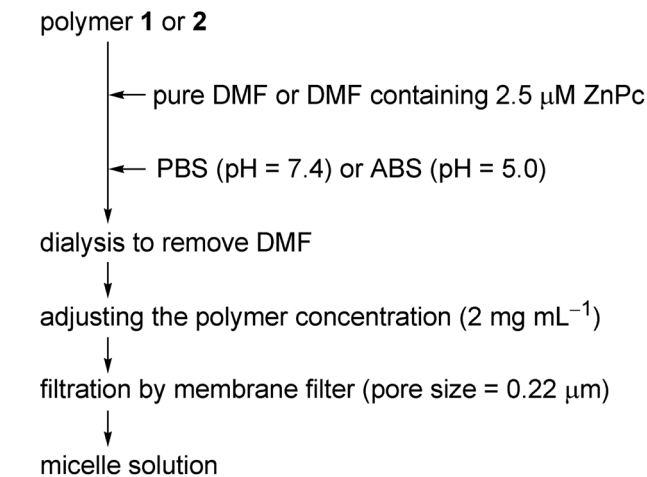 polymer 1 or 2
pure DMF or DMF containing 2.5 μM ZnPc
PBS (pH = 7.4) or ABS (pH = 5.0)
dialysis to remove DMF
adjusting the polymer concentration (2 mg mL⁻¹)
filtration by membrane filter (pore size = 0.22 μm)
micelle solution